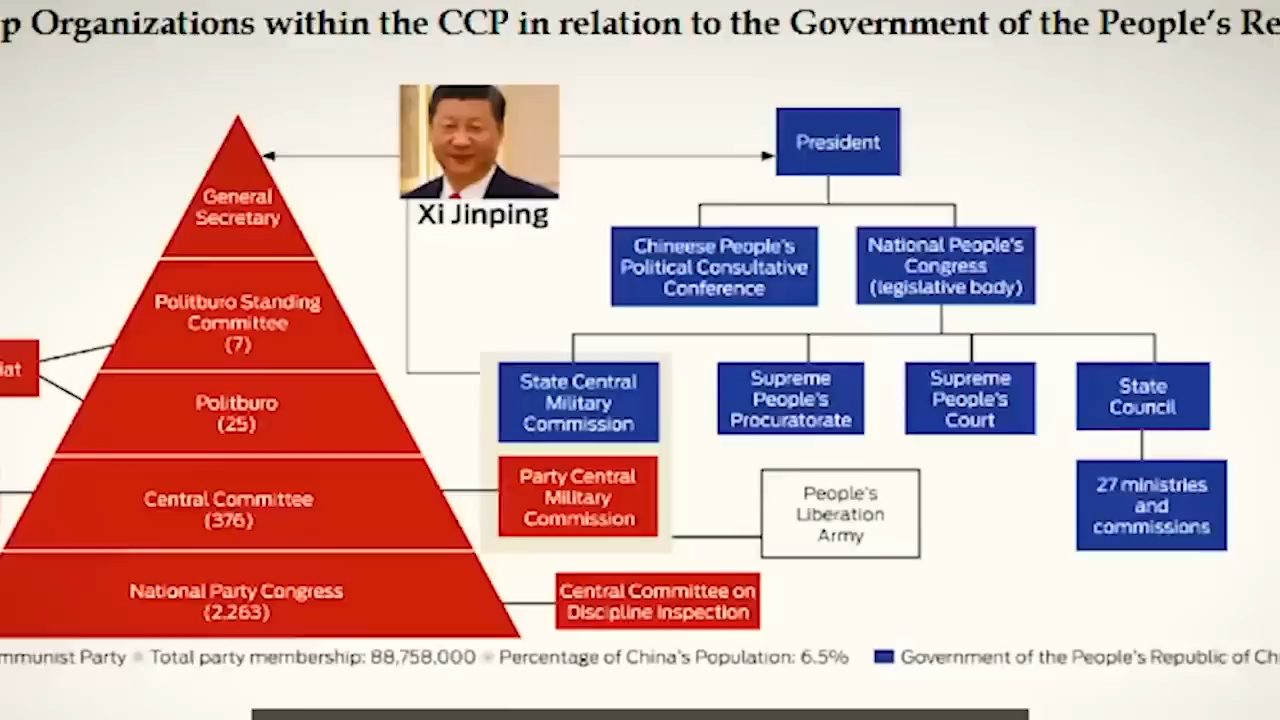 p Organizations within the CCP in relation to the Government of the People's Re
Xi Jinping
General
Secretary
Politburo Standing
Committee
(7)
iat
Politburo
(25)
Central Committee
(376)
National Party Congress
(2,263)
President
Chineese People's
Political Consultative
Conference
National People's
Congress
(legislative body)
State Central
Military
Commission
Supreme
People's
Procuratorate
Supreme
People's
Court
State
Council
Party Central
Military
Commission
People's
Liberation
Army
27 ministries
and
commissions
Central Committee on
Discipline Inspection
mmunist Party Total party membership: 88,758,000 Percentage of China's Population: 6.5% Government of the People's Republic of Ch